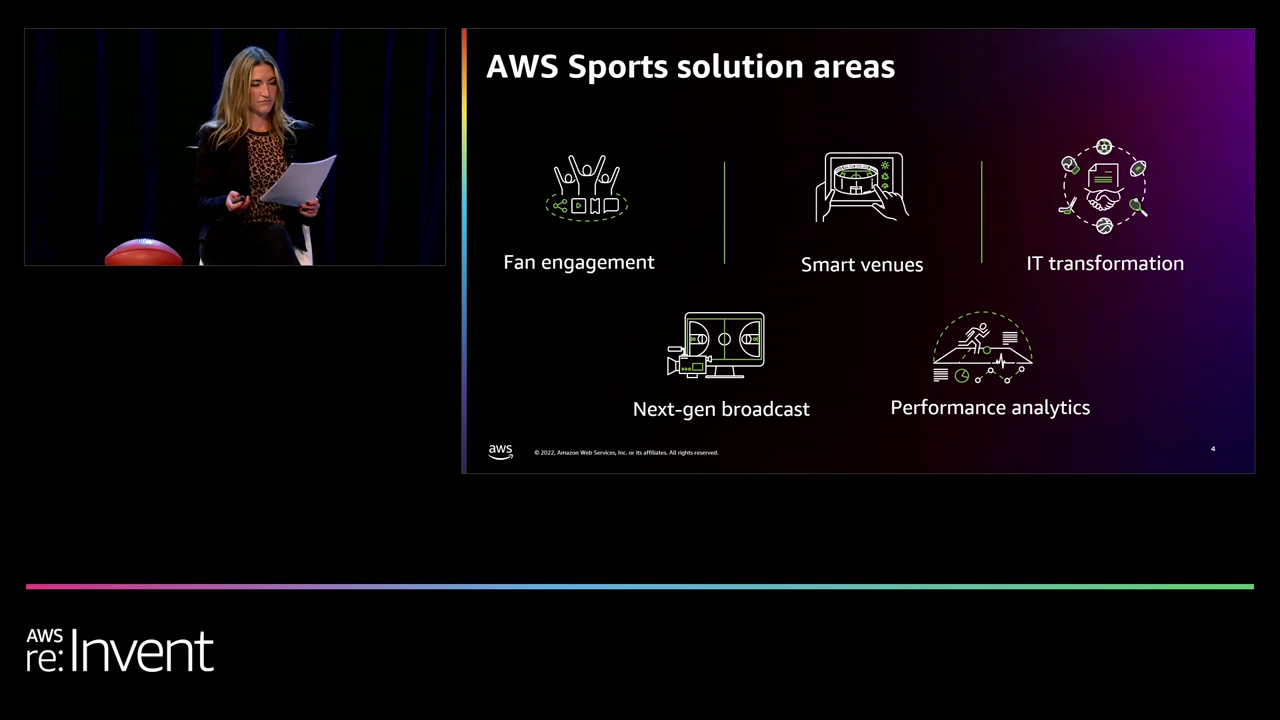 AWS Sports solution areas
Fan engagement
Smart venues
IT transformation
Next-gen broadcast
Performance analytics
aws
© 2022, Amazon Web Services, Inc. or its affiliates. All rights reserved.
4
AWS
re:Invent